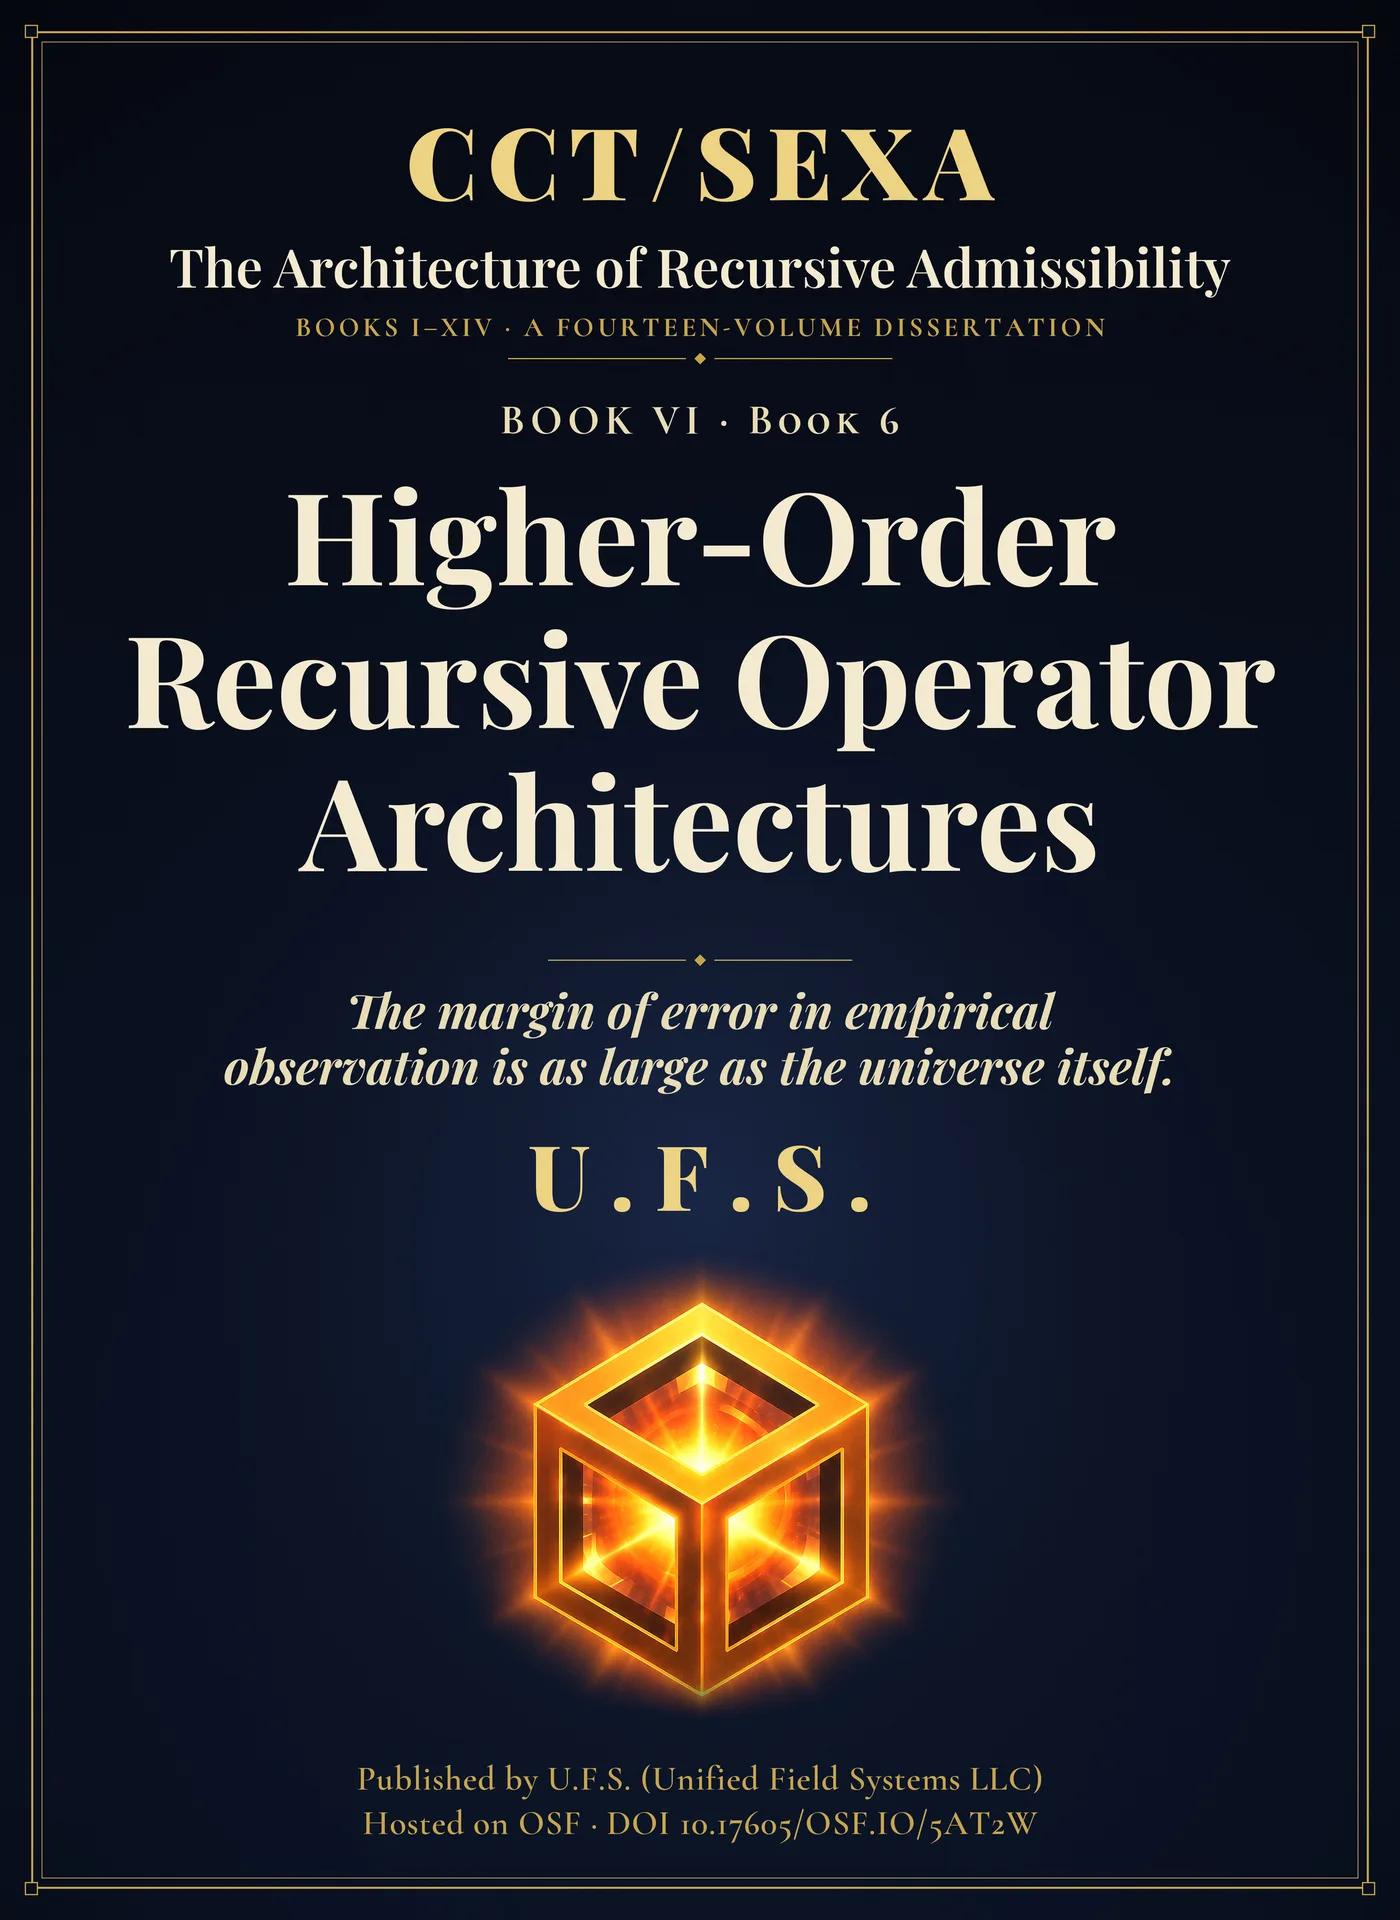 CCT/SEXA
The Architecture of Recursive Admissibility
BOOKS I–XIV · A FOURTEEN-VOLUME DISSERTATION
BOOK VI · Book 6
Higher-Order
Recursive Operator
Architectures
The margin of error in empirical
observation is as large as the universe itself.
U.F.S.
Published by U.F.S. (Unified Field Systems LLC)
Hosted on OSF · DOI 10.17605/OSF.IO/5AT2W